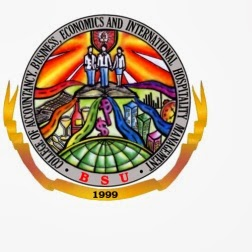 COLLEGE OF ACCOUNTANCY, BUSINESS, ECONOMICS AND INTERNATIONAL HOSPITALITY MANAGEMENT
BSU
1999